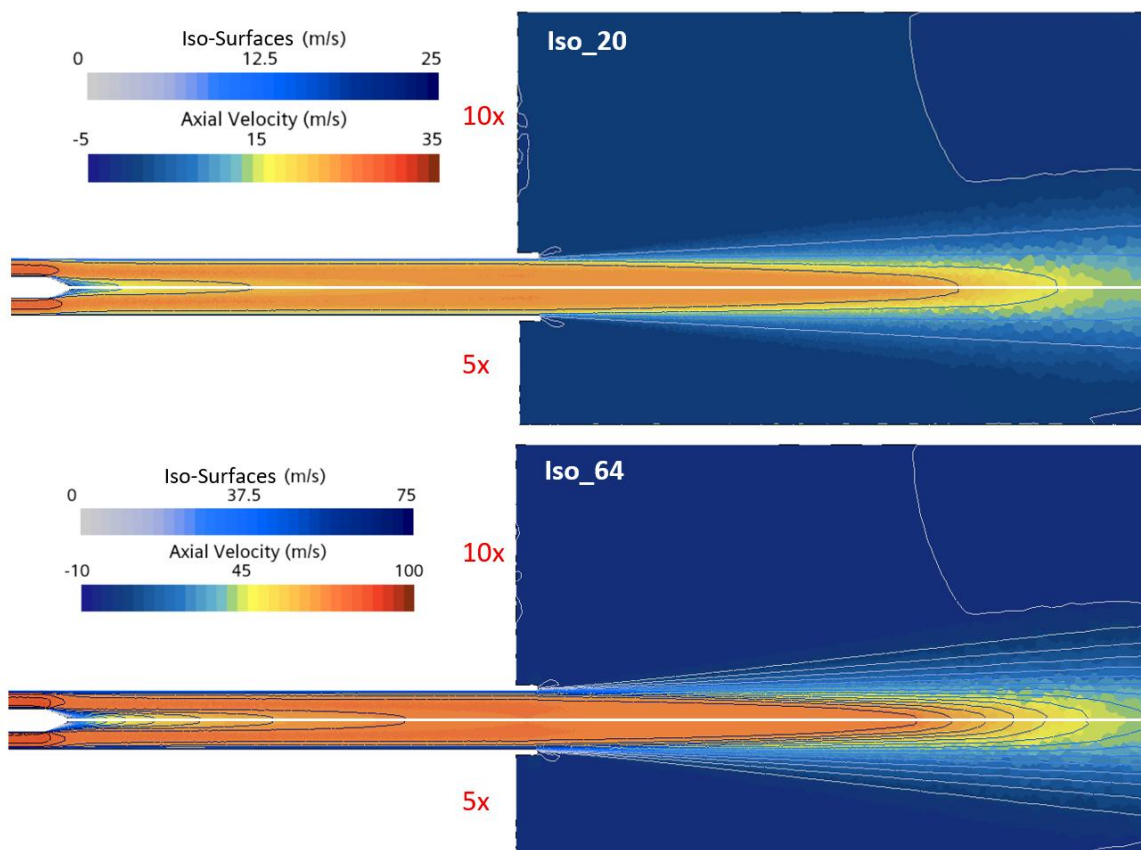 Iso-Surfaces (m/s)
0 12.5 25
Axial Velocity (m/s)
-5 15 35
Iso_20
10x
5x
Iso-Surfaces (m/s)
0 37.5 75
Axial Velocity (m/s)
-10 45 100
Iso_64
10x
5x